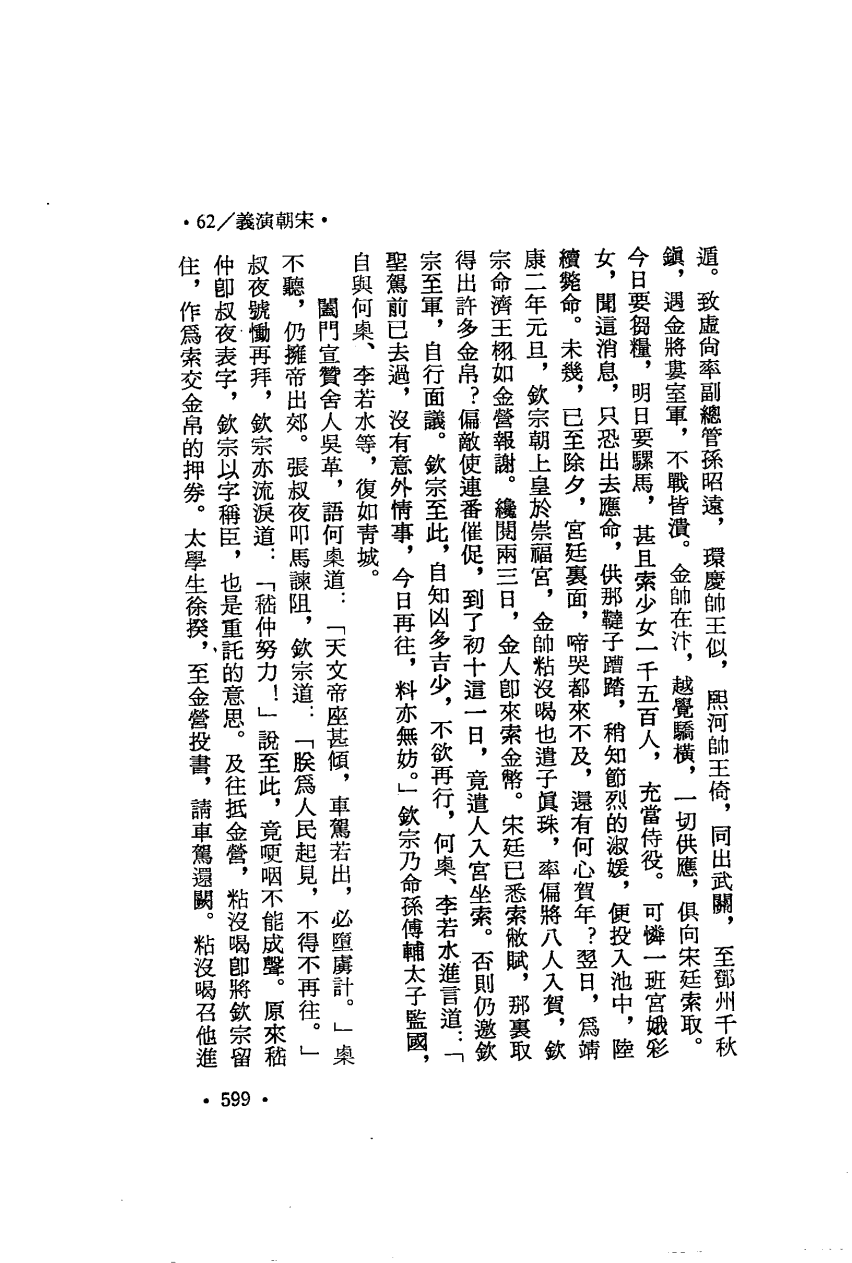 •62／義演朝宋•
遁。致虛尙率副總管孫昭遠，環慶帥王似，熙河帥王倚，同出武關，至鄧州千秋
鎭，遇金將婁室軍，不戰皆潰。金帥在汴，越覺驕橫，一切供應，俱向宋廷索取。
今日要芻糧，明日要騾馬，甚且索少女一千五百人，充當侍役。可憐一班宮娥彩
女，聞這消息，只恐出去應命，供那韃子蹧踏，稍知節烈的淑媛，便投入池中，陸
續斃命。未幾，已至除夕，宮廷裏面，啼哭都來不及，還有何心賀年？翌日，爲靖
康二年元旦，欽宗朝上皇於崇福宮，金帥粘沒喝也遣子眞珠，率偏將八人入賀，欽
宗命濟王栩如金營報謝。纔閱兩三日，金人卽來索金幣。宋廷已悉索敝賦，那裏取
得出許多金帛？偏敵使連番催促，到了初十這一日，竟遣人入宮坐索。否則仍邀欽
宗至軍，自行面議。欽宗至此，自知凶多吉少，不欲再行，何㮚、李若水進言道：「
聖駕前已去過，沒有意外情事，今日再往，料亦無妨。」欽宗乃命孫傅輔太子監國，
自與何㮚、李若水等，復如青城。
閤門宣贊舍人吳革，語何㮚道：「天文帝座甚傾，車駕若出，必墮虜計。」㮚
不聽，仍擁帝出郊。張叔夜叩馬諫阻，欽宗道：「朕爲人民起見，不得不再往。」
叔夜號慟再拜，欽宗亦流淚道：「嵇仲努力！」說至此，竟哽咽不能成聲。原來嵇
仲卽叔夜表字，欽宗以字稱臣，也是重託的意思。及往抵金營，粘沒喝卽將欽宗留
住，作爲索交金帛的押券。太學生徐揆，至金營投書，請車駕還闕。粘沒喝召他進
•599•